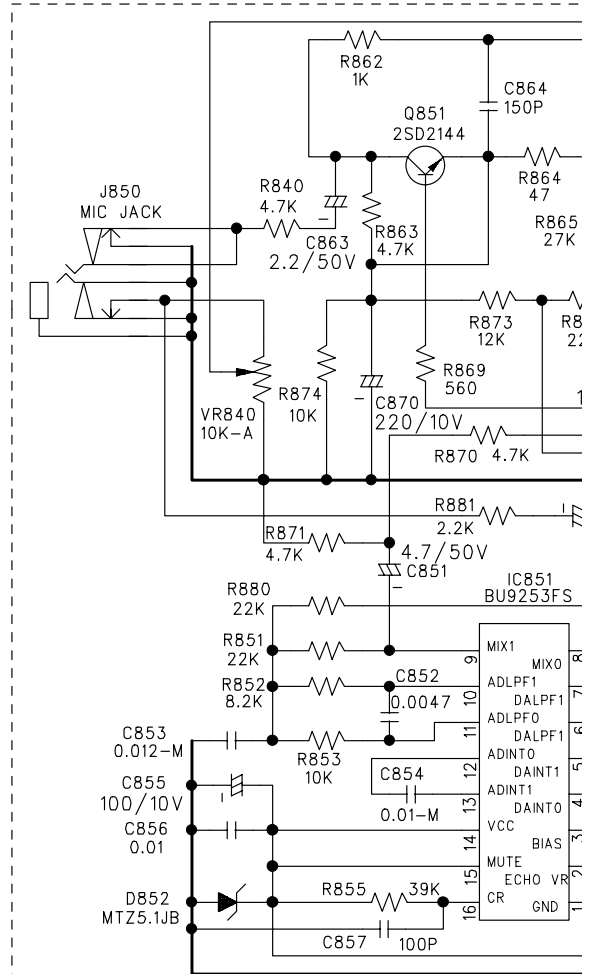 R862
1K
C864
150P
Q851
2SD2144
R840
4.7K
R864
47
J850
MIC JACK
R863
4.7K
R865
27K
C863
2.2/50V
R873
12K
R869
560
R874
10K
C870
220/10V
VR840
10K-A
R870 4.7K
R881
2.2K
R871
4.7K
4.7/50V
C851
IC851
BU9253FS
R880
22K
R851
22K
9 MIX1
MIX0 8
R852
8.2K
C852
0.0047
10 ADLPF1
DALPF1 7
11 ADLPF0
DALPF1 6
C853
0.012-M
R853
10K
12 ADINT0
DAINT1 5
C854
0.01-M
13 ADINT1
DAINT0 4
C855
100/10V
C856
0.01
14 VCC
BIAS 3
15 MUTE
ECHO VR 2
D852
MTZ5.1JB
R855 39K
16 CR
GND 1
C857 100P